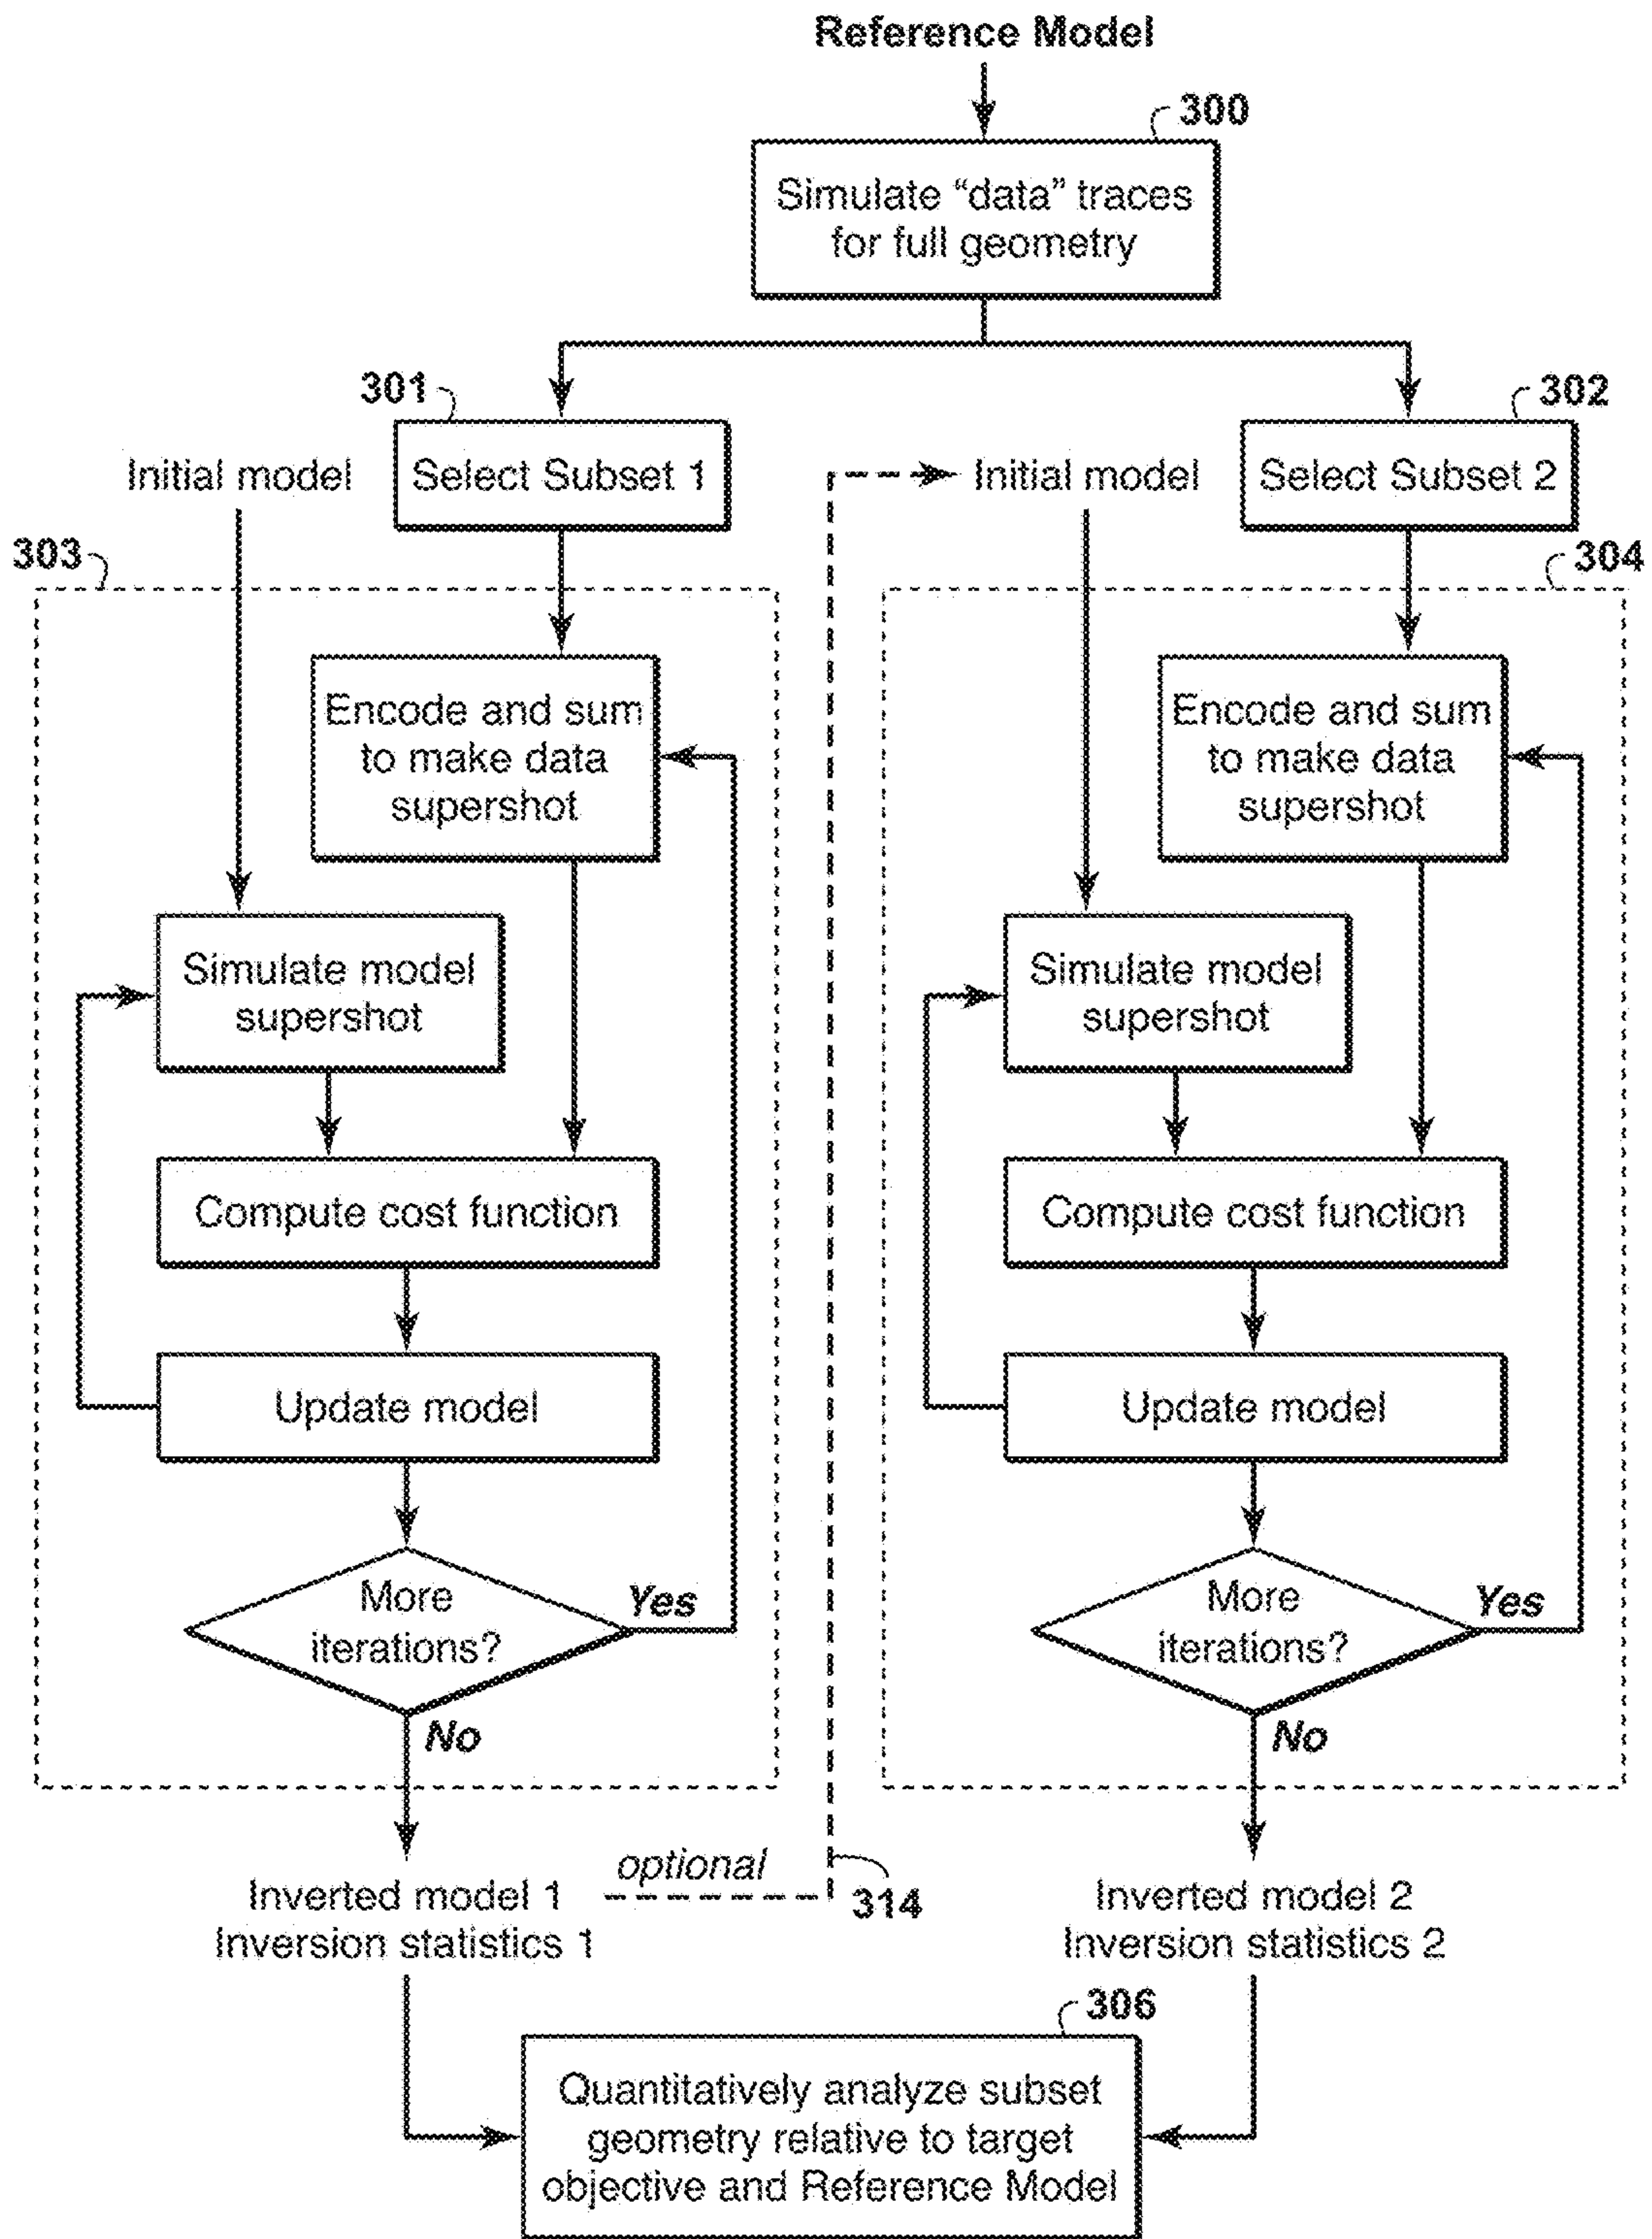 Reference Model
300
Simulate “data” traces
for full geometry
301
302
Initial model
Select Subset 1
Initial model
Select Subset 2
303
304
Encode and sum
to make data
supershot
Encode and sum
to make data
supershot
Simulate model
supershot
Simulate model
supershot
Compute cost function
Compute cost function
Update model
Update model
More
iterations?
Yes
More
iterations?
Yes
No
No
optional
314
Inverted model 1
Inversion statistics 1
Inverted model 2
Inversion statistics 2
306
Quantitatively analyze subset
geometry relative to target
objective and Reference Model